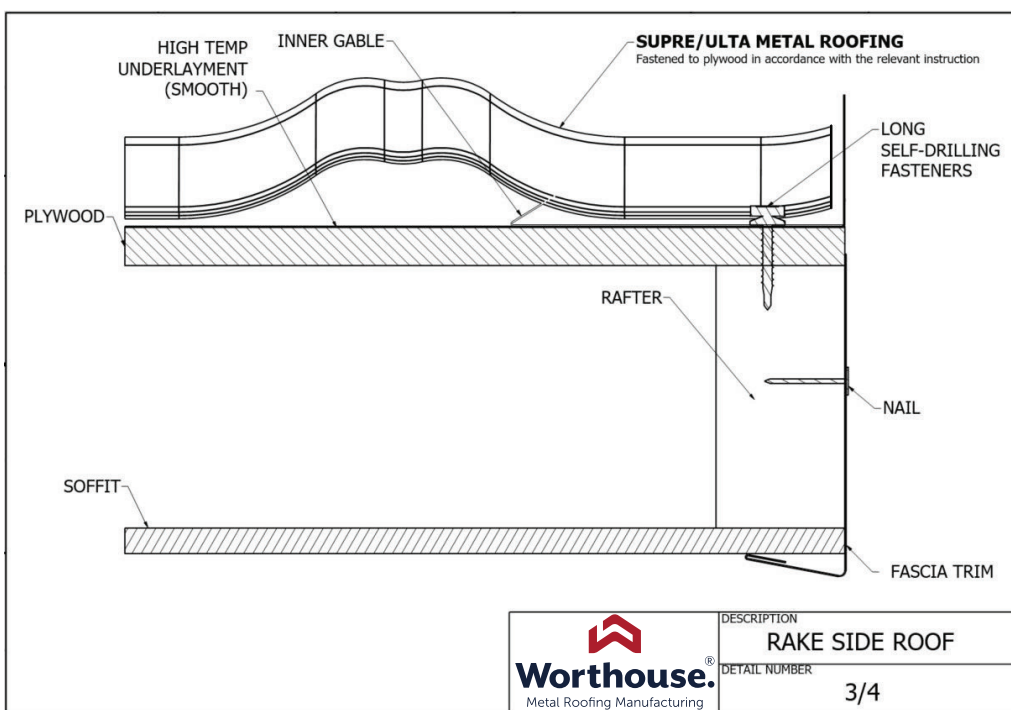 HIGH TEMP
UNDERLAYMENT
(SMOOTH)
INNER GABLE
SUPRE/ULTA METAL ROOFING
Fastened to plywood in accordance with the relevant instruction
LONG
SELF-DRILLING
FASTENERS
PLYWOOD
RAFTER
NAIL
SOFFIT
FASCIA TRIM
Worthouse.®
Metal Roofing Manufacturing
DESCRIPTION
RAKE SIDE ROOF
DETAIL NUMBER
3/4